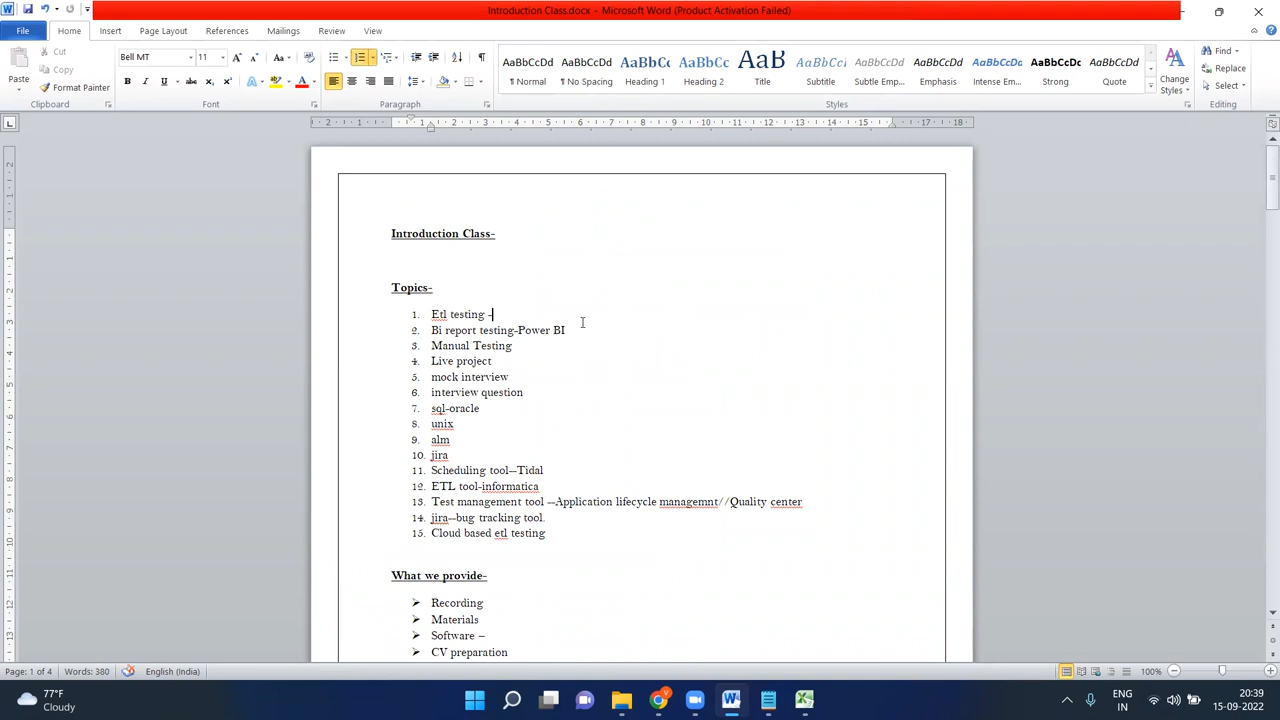 Introduction Class.docx - Microsoft Word (Product Activation Failed)
File Home Insert Page Layout References Mailings Review View
Paste
Cut
Copy
Format Painter
Clipboard
Bell MT 11
Font
Paragraph
AaBbCcDd AaBbCcDd AaBbC AaBbCc AaB AaBbCc AaBbCcDd AaBbCcDd AaBbCcDd AaBbCcDd AaBbCcDd
¶ Normal ¶ No Spacing Heading 1 Heading 2 Title Subtitle Subtle Emp... Emphasis Intense Em... Strong Quote
Styles
Change Styles
Find
Replace
Select
Editing
Introduction Class-
Topics-
1. Etl testing -
2. Bi report testing-Power BI
3. Manual Testing
4. Live project
5. mock interview
6. interview question
7. sql-oracle
8. unix
9. alm
10. jira
11. Scheduling tool--Tidal
12. ETL tool-informatica
13. Test management tool --Application lifecycle managemnt//Quality center
14. jira--bug tracking tool.
15. Cloud based etl testing
What we provide-
Recording
Materials
Software –
CV preparation
Page: 1 of 4 Words: 380 English (India) 100%
77°F
Cloudy
ENG
IN
20:39
15-09-2022